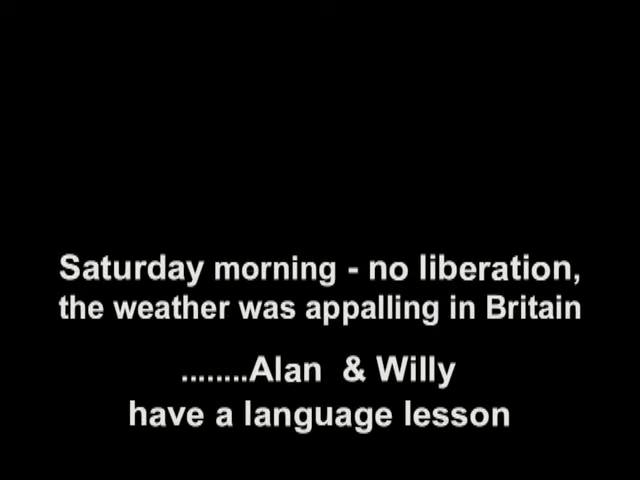 Saturday morning - no liberation,
the weather was appalling in Britain
........Alan & Willy
have a language lesson